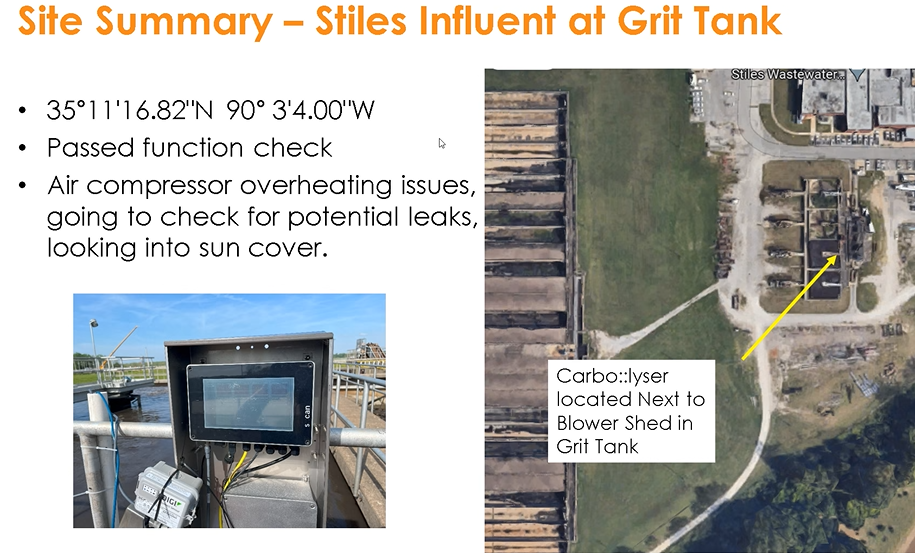 Site Summary – Stiles Influent at Grit Tank
• 35°11'16.82"N 90° 3'4.00"W
• Passed function check
• Air compressor overheating issues,
going to check for potential leaks,
looking into sun cover.
Stiles Wastewater...
Carbo::lyser
located Next to
Blower Shed in
Grit Tank
s::can
DIGI